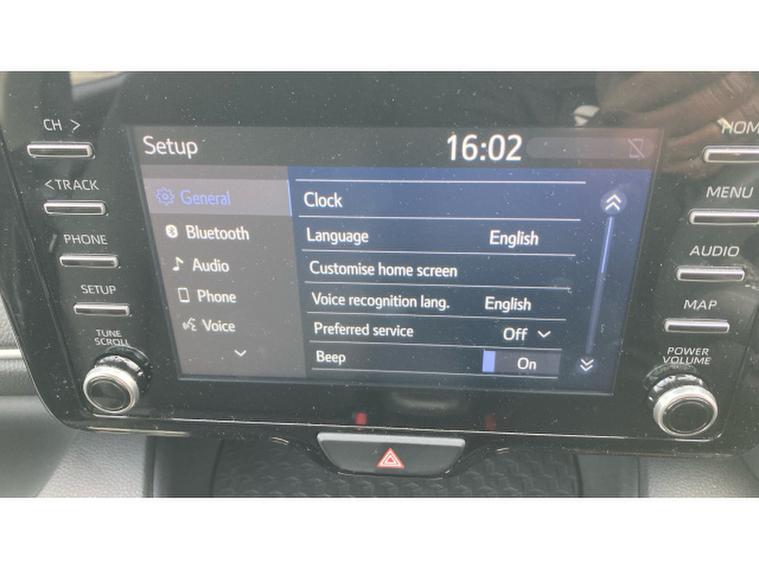 CH >
< TRACK
PHONE
SETUP
TUNE
SCROLL
Setup
16:02
General
Bluetooth
Audio
Phone
Voice
Clock
Language English
Customise home screen
Voice recognition lang. English
Preferred service Off
Beep On
HOM
MENU
AUDIO
MAP
POWER
VOLUME